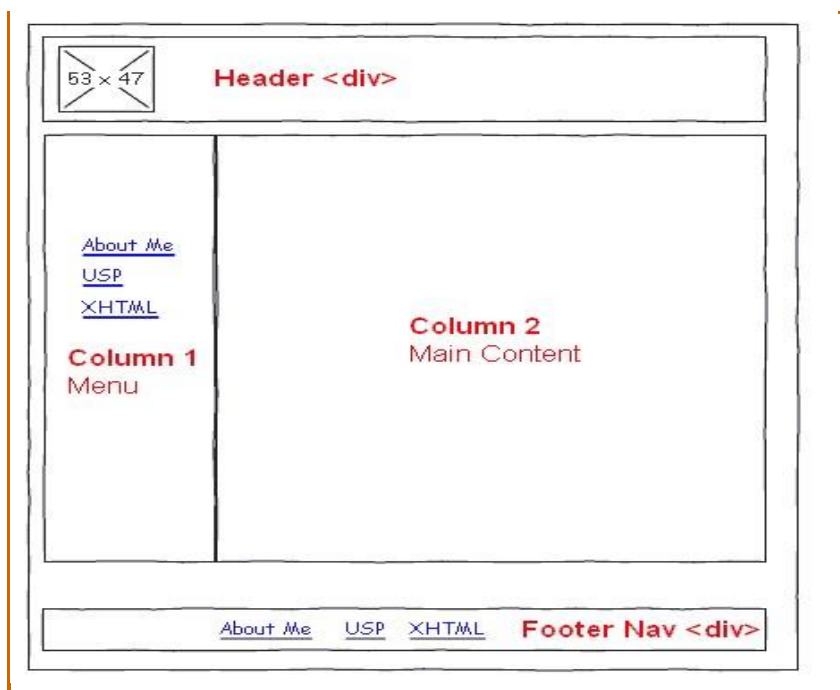 53 x 47
Header <div>
About Me
USP
XHTML
Column 1
Menu
Column 2
Main Content
About Me USP XHTML Footer Nav <div>